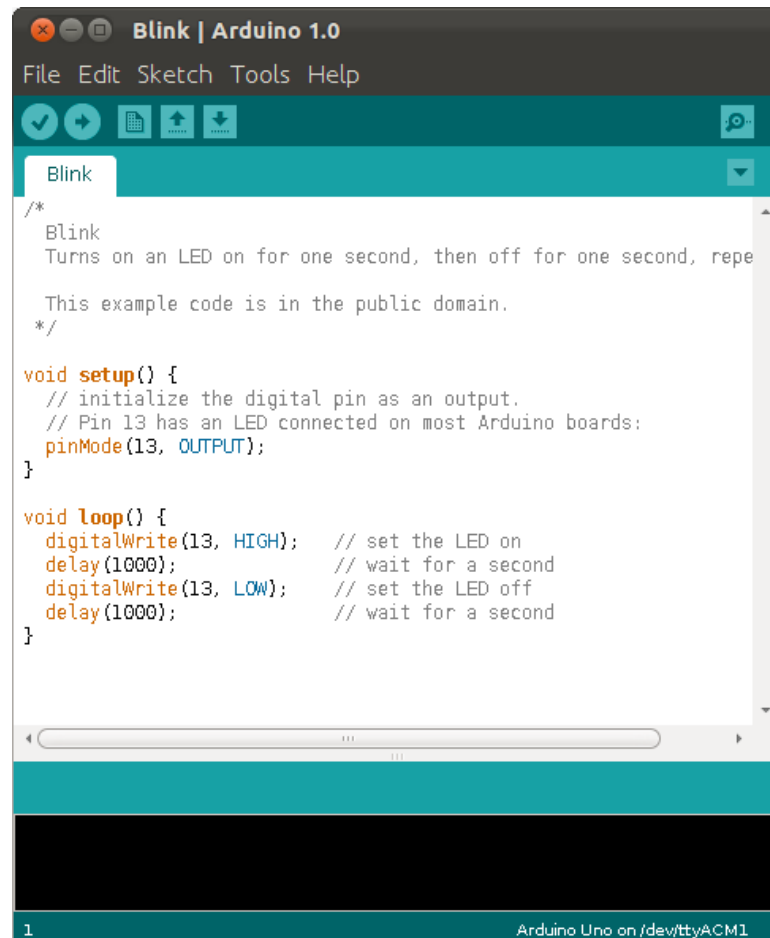 Blink | Arduino 1.0
File Edit Sketch Tools Help
Blink
/*
  Blink
  Turns on an LED on for one second, then off for one second, repe

  This example code is in the public domain.
 */

void setup() {
  // initialize the digital pin as an output.
  // Pin 13 has an LED connected on most Arduino boards:
  pinMode(13, OUTPUT);
}

void loop() {
  digitalWrite(13, HIGH);   // set the LED on
  delay(1000);              // wait for a second
  digitalWrite(13, LOW);    // set the LED off
  delay(1000);              // wait for a second
}
1 Arduino Uno on /dev/ttyACM1